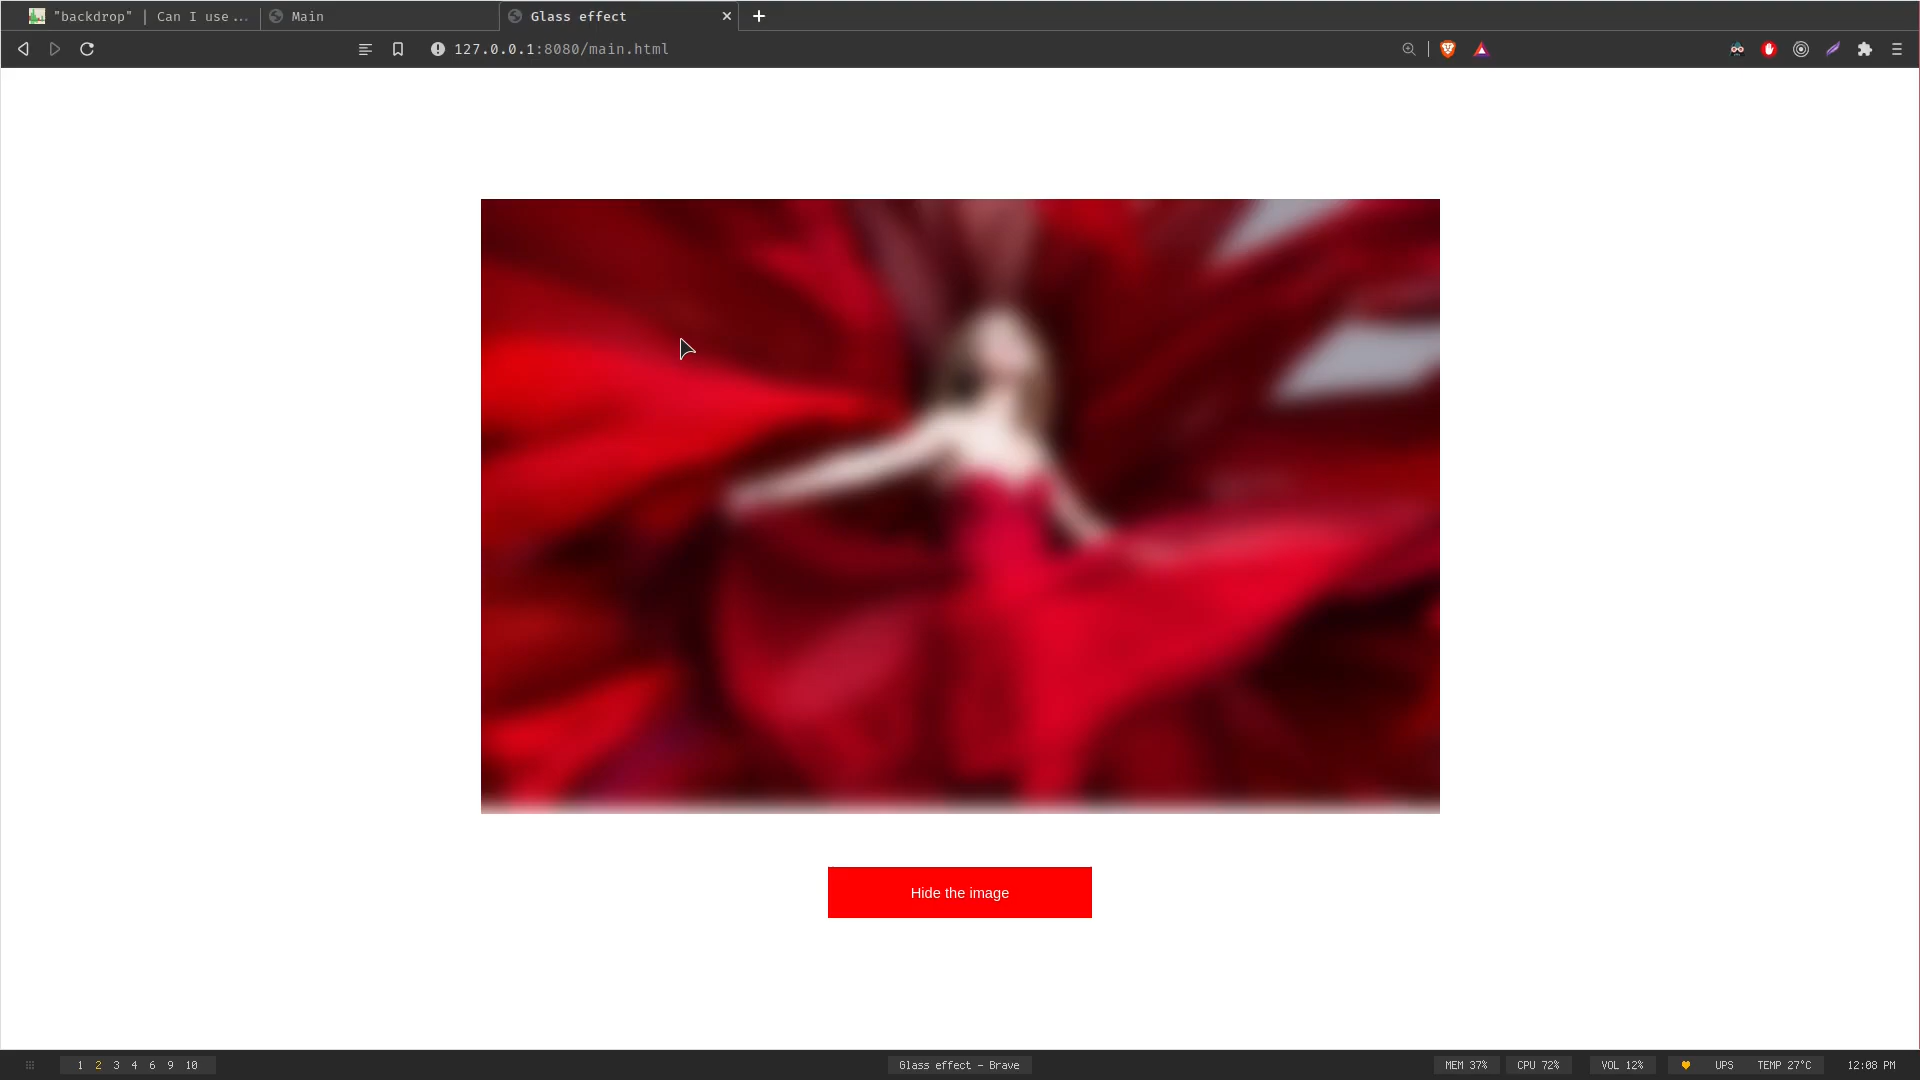 "backdrop" | Can I use...
Main
Glass effect
127.0.0.1:8080/main.html
Hide the image
1 2 3 4 6 9 10
Glass effect - Brave
MEM 37%
CPU 72%
VOL 12%
UPS
TEMP 27°C
12:08 PM